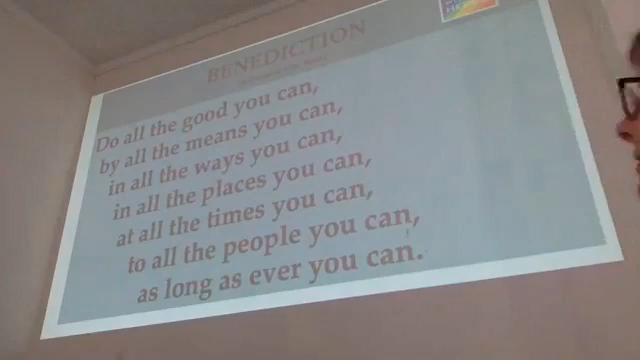 BENEDICTION
Do all the good you can,
by all the means you can,
in all the ways you can,
in all the places you can,
at all the times you can,
to all the people you can,
as long as ever you can.